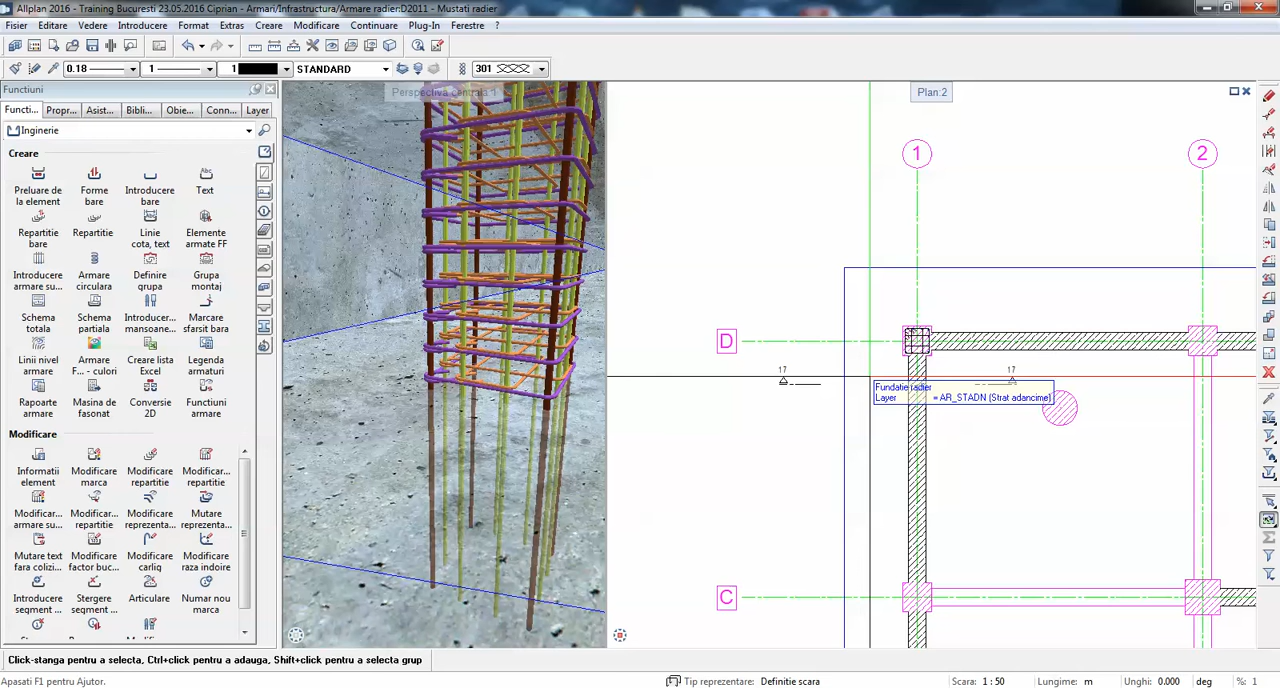 Allplan 2016 - Training Bucuresti 23.05.2016 Ciprian - Armari/Infrastructura/Armare radier:D2011 - Mustati radier
Fisier Editare Vedere Introducere Format Extras Creare Modificare Continuare Plug-In Ferestre ?
0.18 1 1 STANDARD 301
Functiuni
Functi... Propr... Asist... Bibli... Obie... Conn... Layer
Inginerie
Creare
Preluare de la element
Forme bare
Introducere bare
Text
Repartitie bare
Repartitie
Linie cota, text
Elemente armate FF
Introducere armare su...
Armare circulara
Definire grupa
Grupa montaj
Schema totala
Schema partiala
Introducer... mansoane...
Marcare sfarsit bara
Linii nivel armare
Armare F... - culori
Creare lista Excel
Legenda armaturi
Rapoarte armare
Masina de fasonat
Conversie 2D
Functiuni armare
Modificare
Informatii element
Modificare marca
Modificare repartitie
Modificar... repartitie
Modificar... armare su...
Modificar... repartitie
Modificare reprezenta...
Mutare reprezenta...
Mutare text fara colizi...
Modificare factor buc...
Modificare carlig
Modificare raza indoire
Introducere segment ...
Stergere segment ...
Articulare
Numar nou marca
Perspectivă centrala 1
Plan:2
1
2
D
17
17
Fundatie radier
Layer = AR_STADN (Strat adancime)
C
Click-stanga pentru a selecta, Ctrl+click pentru a adauga, Shift+click pentru a selecta grup
Apasati F1 pentru Ajutor.
Tip reprezentare: Definitie scara
Scara: 1 : 50
Lungime: m
Unghi: 0.000 deg
%: 1